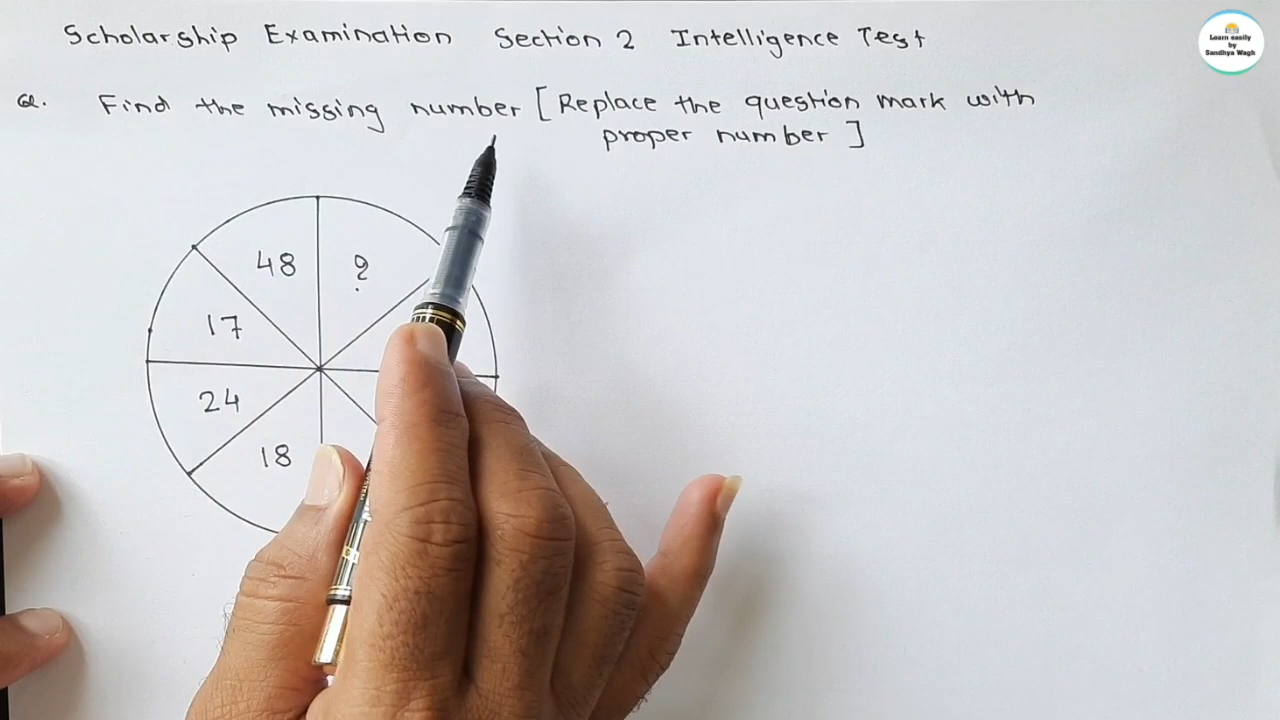 Scholarship Examination Section 2 Intelligence Test
Learn easily
by
Sandhya Wagh
Q. Find the missing number [Replace the question mark with
proper number]
48 ?
17
24
18